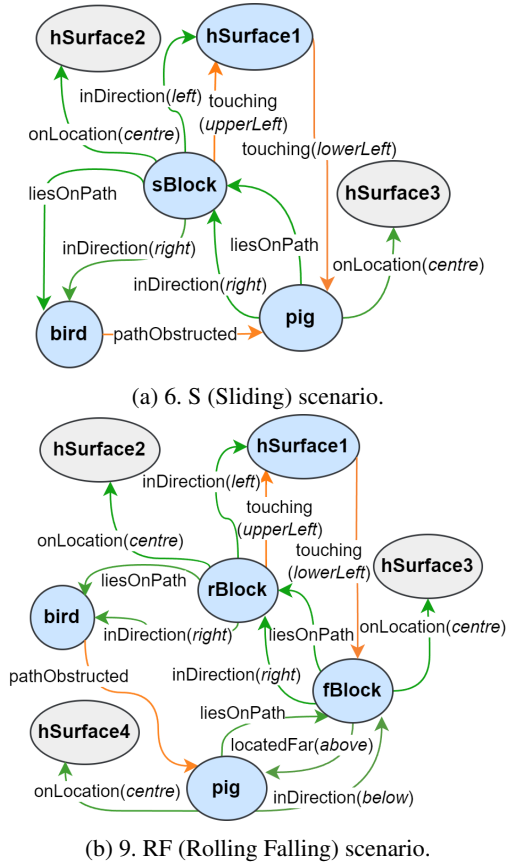 hSurface2
hSurface1
inDirection(left)
touching
(upperLeft)
onLocation(centre)
touching(lowerLeft)
liesOnPath
sBlock
hSurface3
inDirection(right)
liesOnPath
onLocation(centre)
inDirection(right)
bird
pathObstructed
pig
(a) 6. S (Sliding) scenario.
hSurface2
hSurface1
inDirection(left)
touching
(upperLeft)
onLocation(centre)
touching
(lowerLeft)
hSurface3
liesOnPath
rBlock
bird
inDirection(right)
liesOnPath
onLocation(centre)
pathObstructed
inDirection(right)
fBlock
hSurface4
liesOnPath
locatedFar(above)
pig
onLocation(centre)
inDirection(below)
(b) 9. RF (Rolling Falling) scenario.